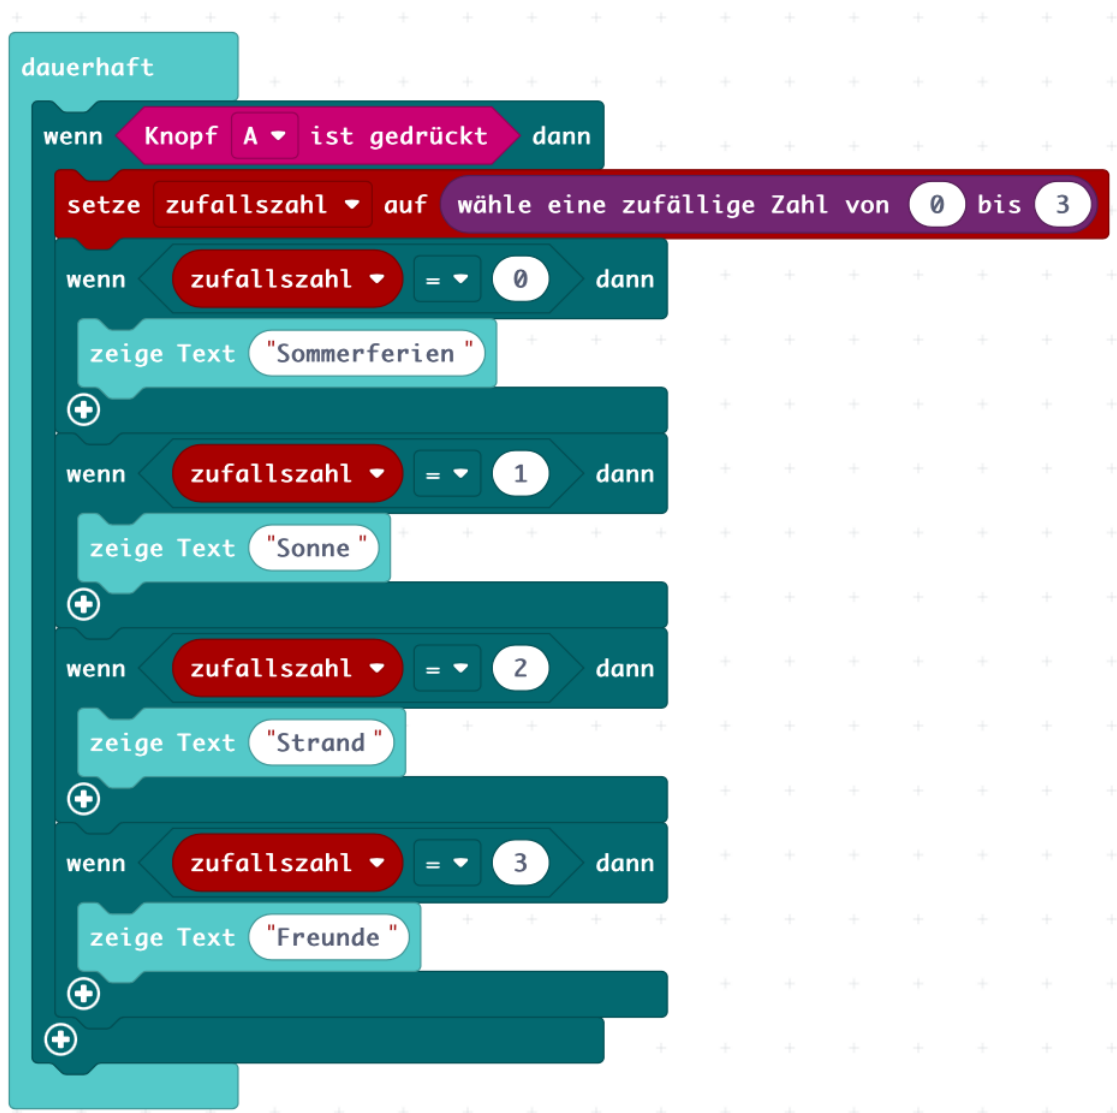 dauerhaft
wenn Knopf A ist gedrückt dann
setze zufallszahl auf wähle eine zufällige Zahl von 0 bis 3
wenn zufallszahl = 0 dann
zeige Text "Sommerferien"
wenn zufallszahl = 1 dann
zeige Text "Sonne"
wenn zufallszahl = 2 dann
zeige Text "Strand"
wenn zufallszahl = 3 dann
zeige Text "Freunde"